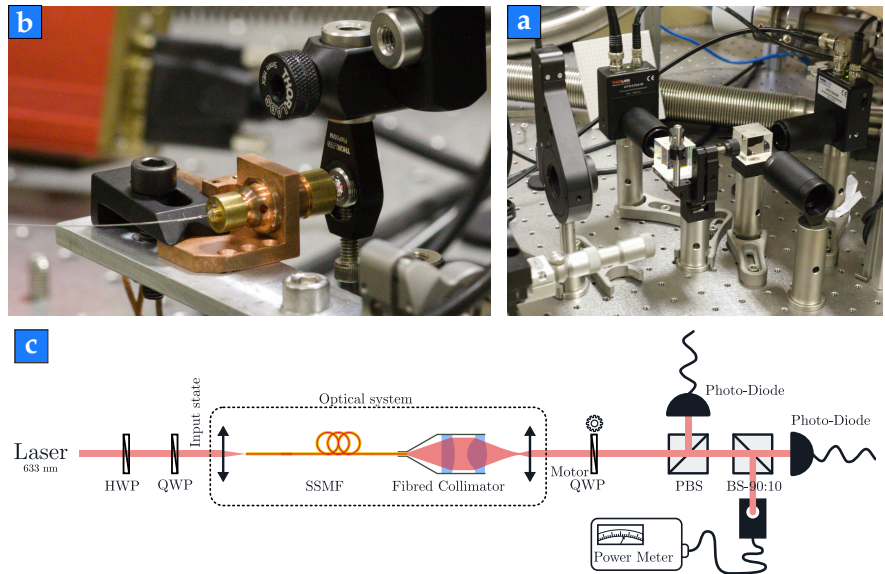 b
a
THORLABS
THORLABS
c
Optical system
Input state
Photo-Diode
Photo-Diode
Laser
633 nm
HWP
QWP
SSMF
Fibred Collimator
Motor
QWP
PBS
BS-90:10
Power Meter